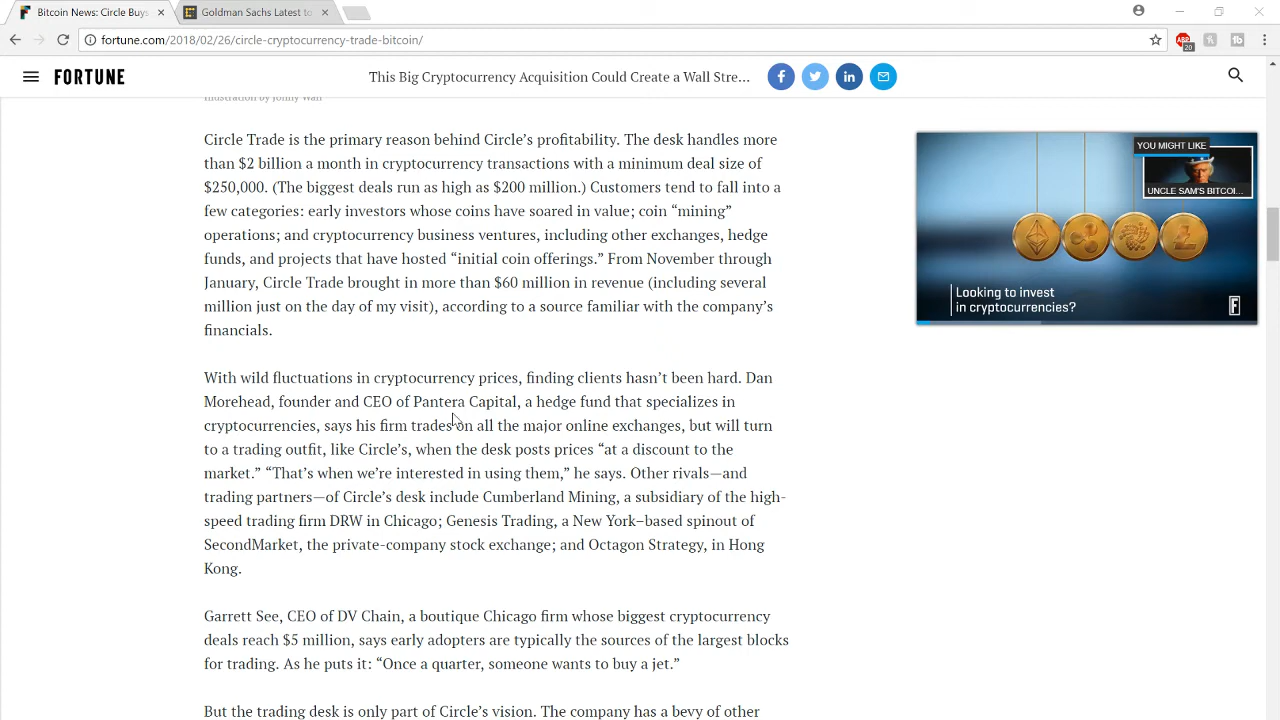 Bitcoin News: Circle Buys
Goldman Sachs Latest to
fortune.com/2018/02/26/circle-cryptocurrency-trade-bitcoin/
ABP
20
FORTUNE
This Big Cryptocurrency Acquisition Could Create a Wall Stre...
Illustration by Jonny Wan
Circle Trade is the primary reason behind Circle’s profitability. The desk handles more
than $2 billion a month in cryptocurrency transactions with a minimum deal size of
$250,000. (The biggest deals run as high as $200 million.) Customers tend to fall into a
few categories: early investors whose coins have soared in value; coin “mining”
operations; and cryptocurrency business ventures, including other exchanges, hedge
funds, and projects that have hosted “initial coin offerings.” From November through
January, Circle Trade brought in more than $60 million in revenue (including several
million just on the day of my visit), according to a source familiar with the company’s
financials.
With wild fluctuations in cryptocurrency prices, finding clients hasn’t been hard. Dan
Morehead, founder and CEO of Pantera Capital, a hedge fund that specializes in
cryptocurrencies, says his firm trades on all the major online exchanges, but will turn
to a trading outfit, like Circle’s, when the desk posts prices “at a discount to the
market.” “That’s when we’re interested in using them,” he says. Other rivals—and
trading partners—of Circle’s desk include Cumberland Mining, a subsidiary of the high-
speed trading firm DRW in Chicago; Genesis Trading, a New York–based spinout of
SecondMarket, the private-company stock exchange; and Octagon Strategy, in Hong
Kong.
Garrett See, CEO of DV Chain, a boutique Chicago firm whose biggest cryptocurrency
deals reach $5 million, says early adopters are typically the sources of the largest blocks
for trading. As he puts it: “Once a quarter, someone wants to buy a jet.”
But the trading desk is only part of Circle’s vision. The company has a bevy of other
YOU MIGHT LIKE
UNCLE SAM'S BITCOI...
Looking to invest
in cryptocurrencies?
F